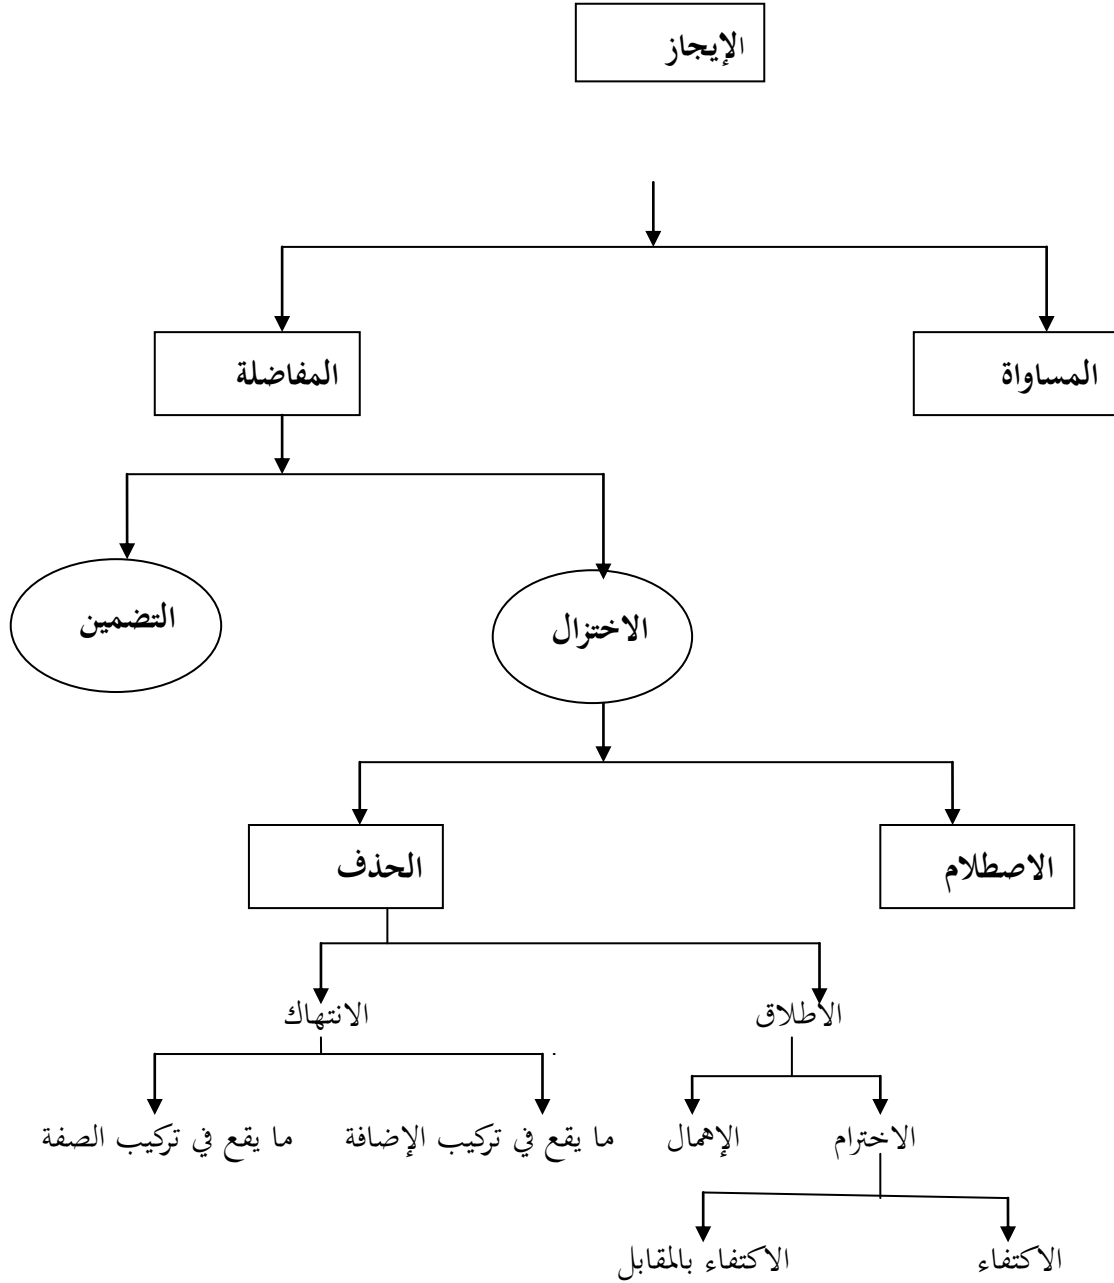 الإيجاز
المساواة
المفاضلة
الاختزال
التضمين
الاصطلام
الحذف
الأطلاق
الانتهاك
الاخترام
الإهمال
ما يقع في تركيب الإضافة
ما يقع في تركيب الصفة
الاكتفاء
الاكتفاء بالمقابل